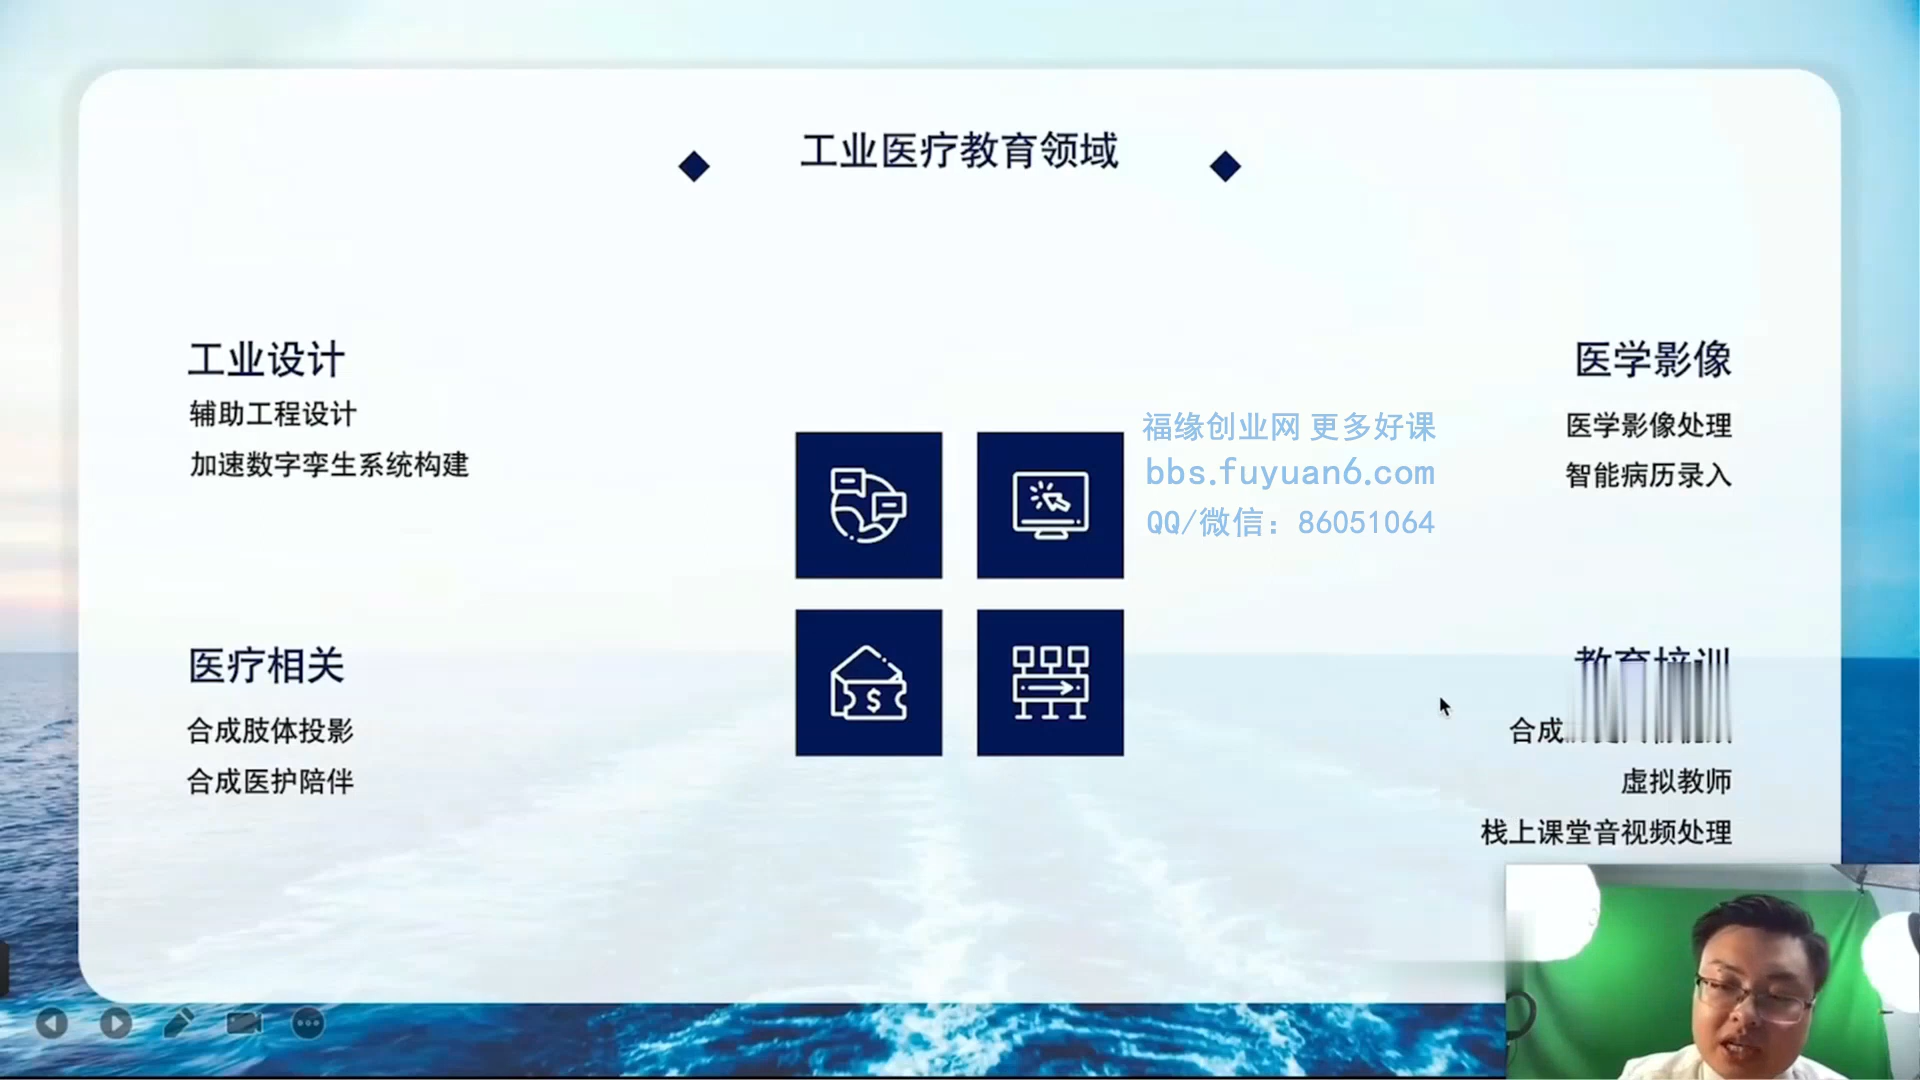 工业医疗教育领域
工业设计
辅助工程设计
加速数字孪生系统构建
医学影像
医学影像处理
智能病历录入
福缘创业网 更多好课
bbs.fuyuan6.com
QQ/微信：86051064
$
医疗相关
合成肢体投影
合成医护陪伴
教育培训
合成
虚拟教师
栈上课堂音视频处理